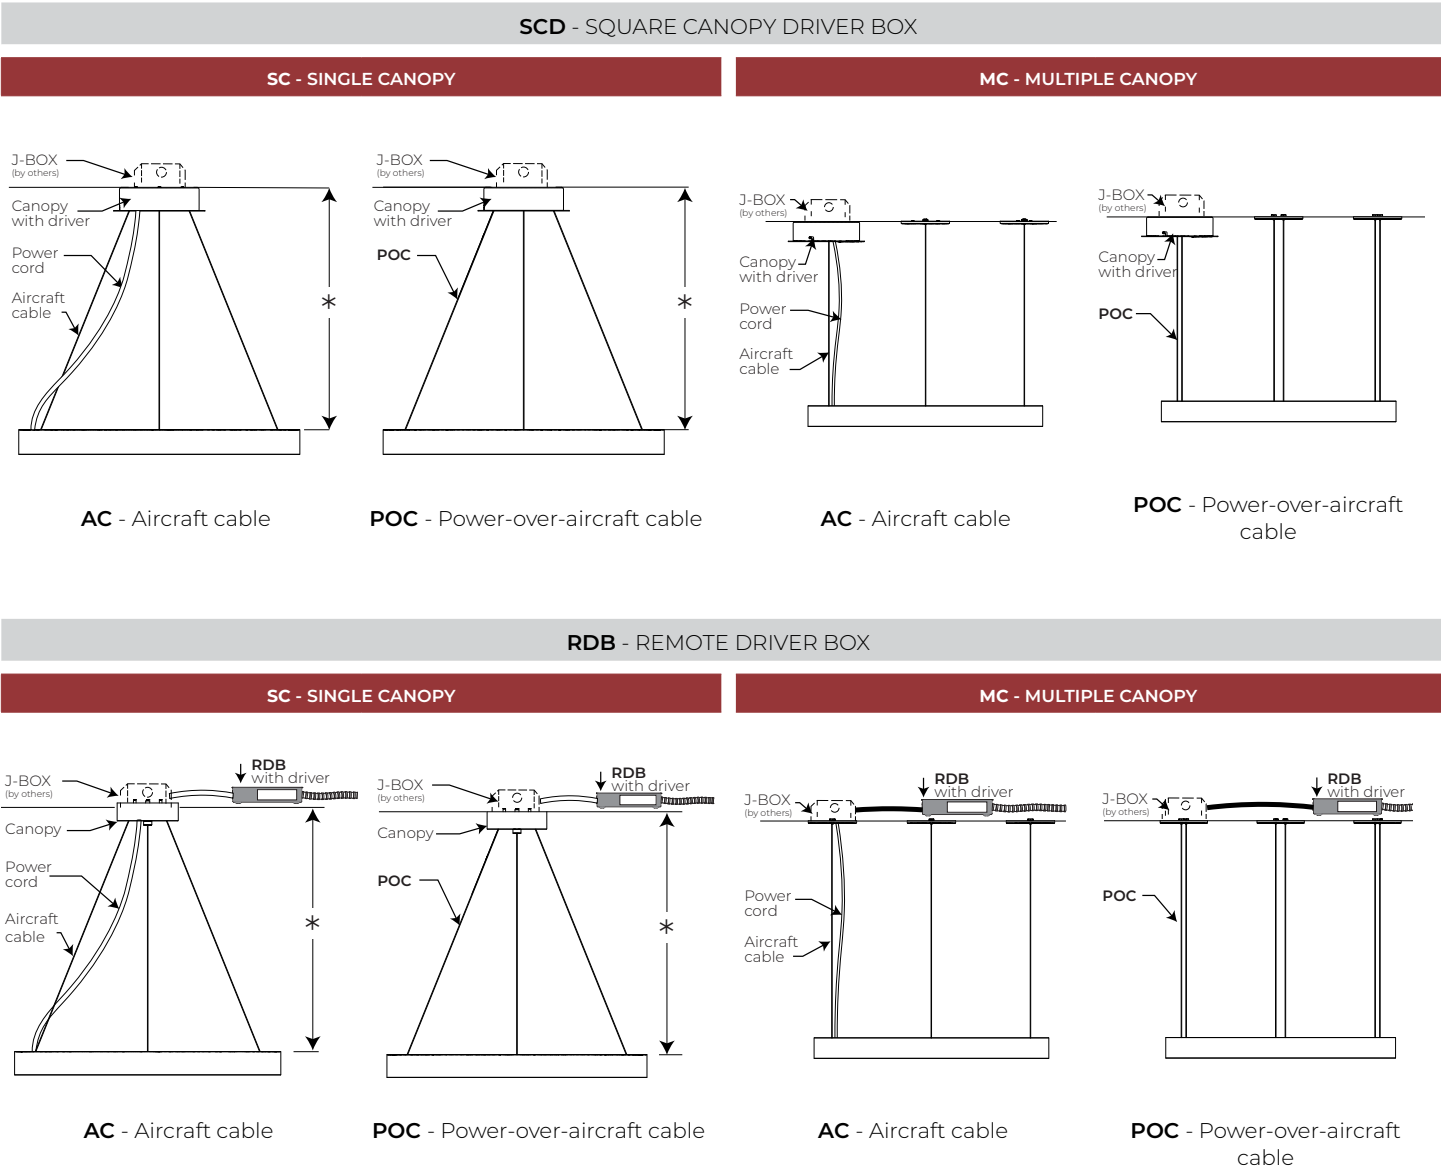 SCD - SQUARE CANOPY DRIVER BOX
SC - SINGLE CANOPY
J-BOX
(by others)
Canopy
with driver
Power
cord
Aircraft
cable
*
AC - Aircraft cable
J-BOX
(by others)
Canopy
with driver
POC
*
POC - Power-over-aircraft cable
MC - MULTIPLE CANOPY
J-BOX
(by others)
Canopy
with driver
Power
cord
Aircraft
cable
AC - Aircraft cable
J-BOX
(by others)
Canopy
with driver
POC
POC - Power-over-aircraft
cable
RDB - REMOTE DRIVER BOX
SC - SINGLE CANOPY
RDB
with driver
J-BOX
(by others)
Canopy
Power
cord
Aircraft
cable
*
AC - Aircraft cable
RDB
with driver
J-BOX
(by others)
Canopy
POC
*
POC - Power-over-aircraft cable
MC - MULTIPLE CANOPY
RDB
with driver
J-BOX
(by others)
Power
cord
Aircraft
cable
AC - Aircraft cable
RDB
with driver
J-BOX
(by others)
POC
POC - Power-over-aircraft
cable